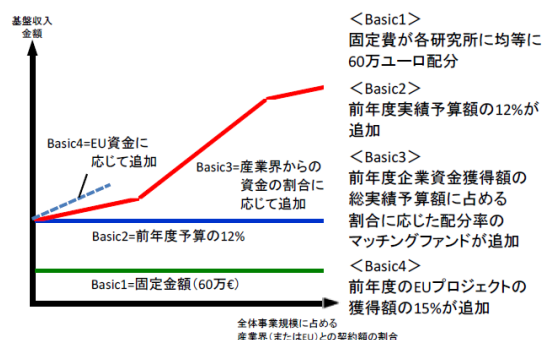 基盤収入
金額
Basic4=EU資金に
応じて追加
Basic3=産業界からの
資金の割合に
応じて追加
Basic2=前年度予算の12%
Basic1=固定金額(60万€)
全体事業規模に占める
産業界(またはEU)との契約額の割合
<Basic1>
固定費が各研究所に均等に
60万ユーロ配分
<Basic2>
前年度実績予算額の12%が
追加
<Basic3>
前年度企業資金獲得額の
総実績予算額に占める
割合に応じた配分率の
マッチングファンドが追加
<Basic4>
前年度のEUプロジェクトの
獲得額の15%が追加